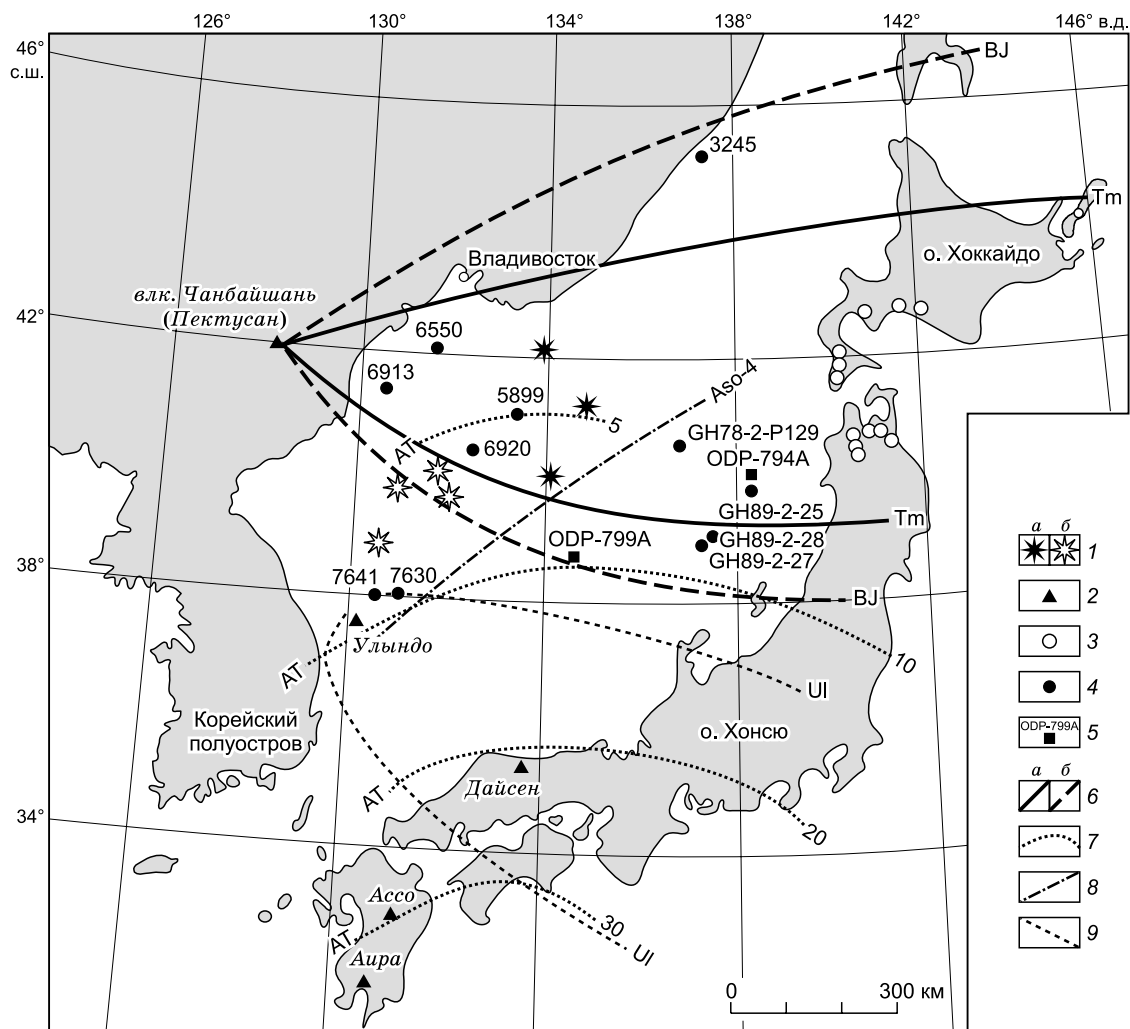 126° 130° 134° 138° 142° 146° в.д.
46°
с.ш.
BJ
3245
Tm
Владивосток
о. Хоккайдо
влк. Чанбайшань
(Пектусан)
42°
6550
6913
5899
Aso-4
AT
5
6920
GH78-2-P129
ODP-794A
GH89-2-25
Tm
ODP-799A
GH89-2-28
GH89-2-27
38°
7641 7630
BJ
Улындо
AT
10
Ul
Корейский
полуостров
о. Хонсю
AT
Дайсен
20
34°
Ассо
AT
30
Ul
Аира
0 300 км
а б
1
2
3
4
ODP-799A
5
а б
6
7
8
9